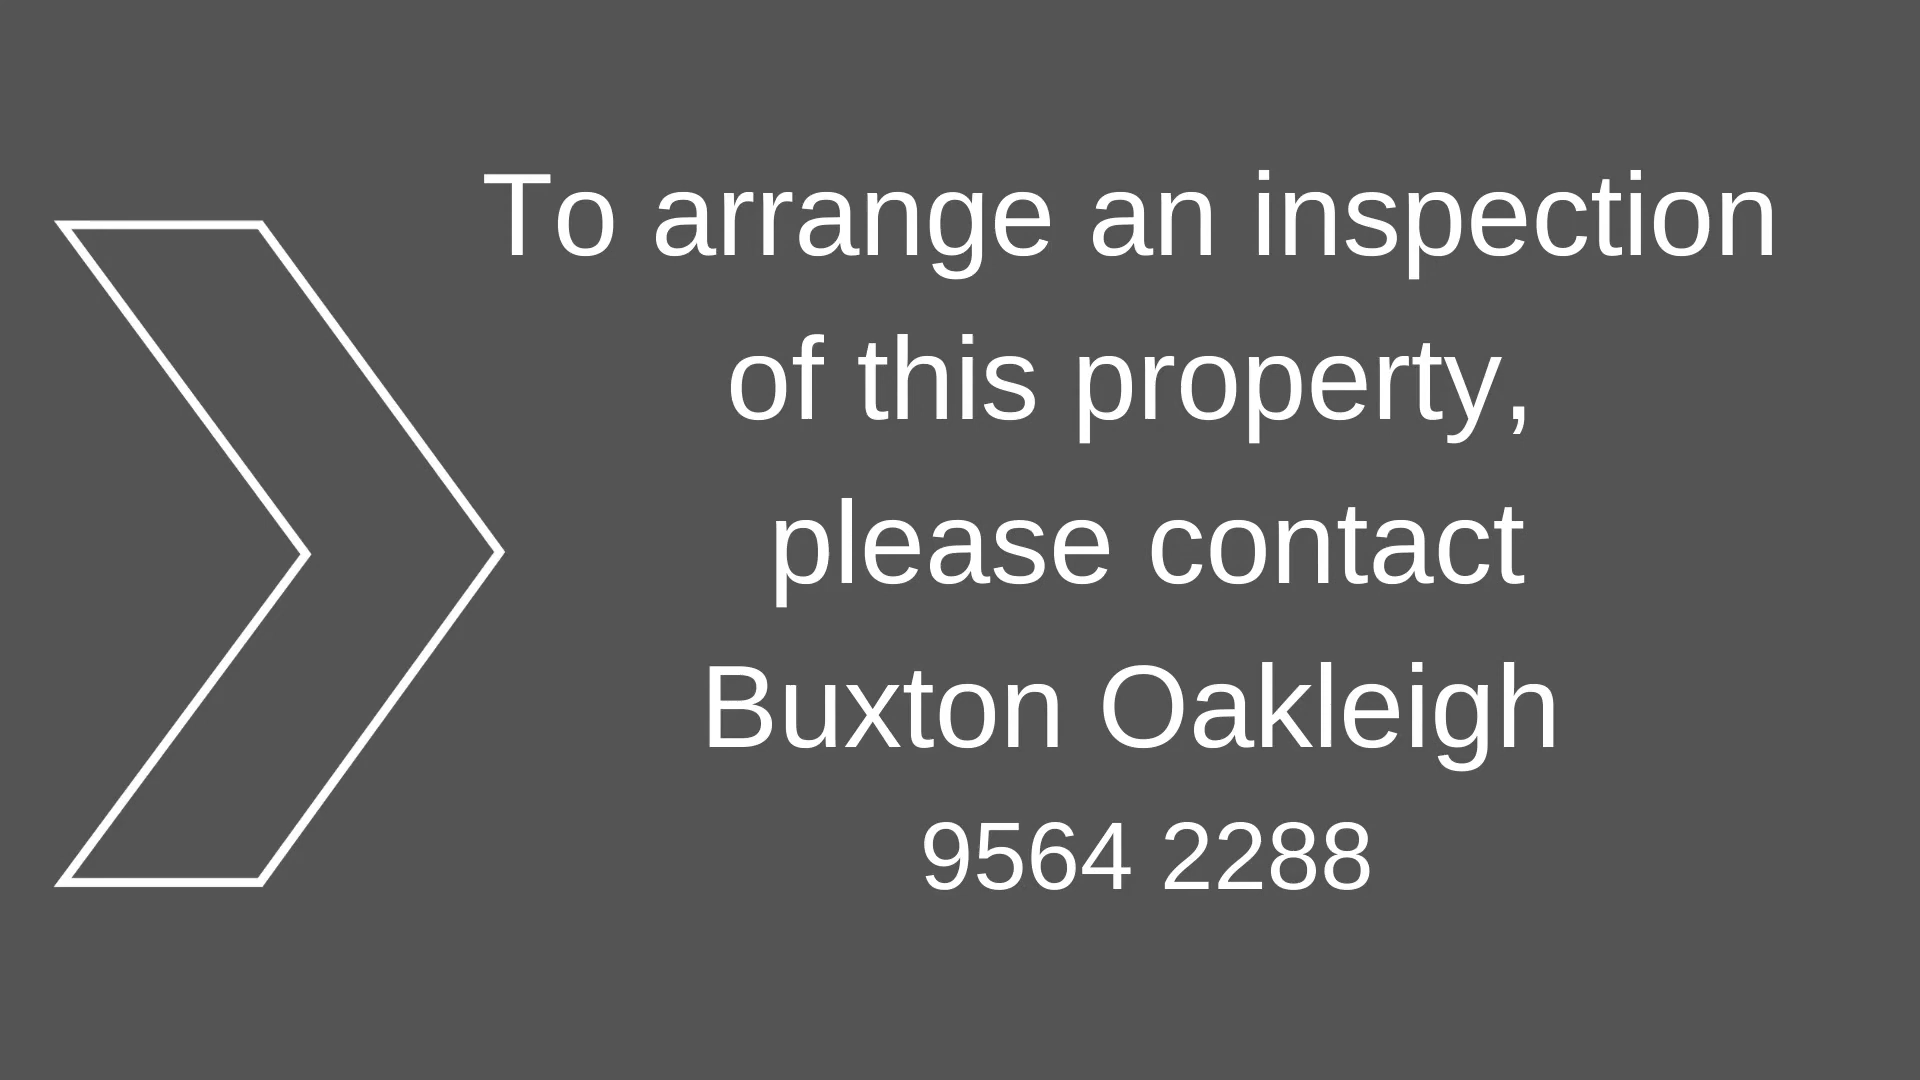 To arrange an inspection
of this property,
please contact
Buxton Oakleigh
9564 2288